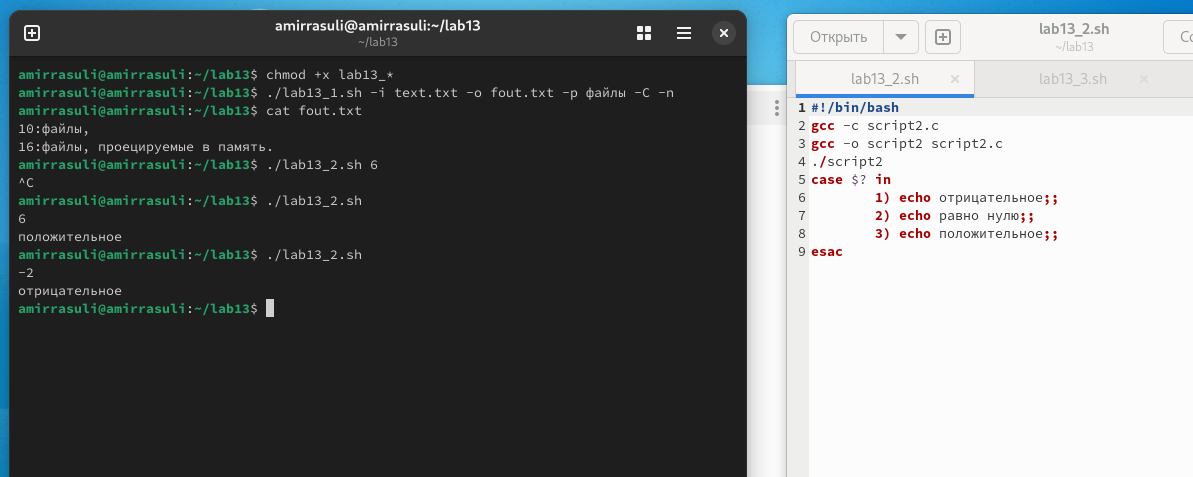 amirrasuli@amirrasuli:~/lab13
~/lab13
amirrasuli@amirrasuli:~/lab13$ chmod +x lab13_*
amirrasuli@amirrasuli:~/lab13$ ./lab13_1.sh -i text.txt -o fout.txt -p файлы -C -n
amirrasuli@amirrasuli:~/lab13$ cat fout.txt
10:файлы,
16:файлы, проецируемые в память.
amirrasuli@amirrasuli:~/lab13$ ./lab13_2.sh 6
^C
amirrasuli@amirrasuli:~/lab13$ ./lab13_2.sh
6
положительное
amirrasuli@amirrasuli:~/lab13$ ./lab13_2.sh
-2
отрицательное
amirrasuli@amirrasuli:~/lab13$
Открыть
lab13_2.sh
~/lab13
lab13_2.sh
lab13_3.sh
1 #!/bin/bash
2 gcc -c script2.c
3 gcc -o script2 script2.c
4 ./script2
5 case $? in
6 1) echo отрицательное;;
7 2) echo равно нулю;;
8 3) echo положительное;;
9 esac